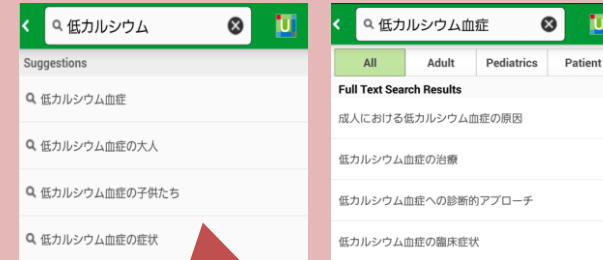 低カルシウム
U
Suggestions
低カルシウム血症
低カルシウム血症の大人
低カルシウム血症の子供たち
低カルシウム血症の症状
低カルシウム血症
U
All Adult Pediatrics Patient
Full Text Search Results
成人における低カルシウム血症の原因
低カルシウム血症の治療
低カルシウム血症への診断的アプローチ
低カルシウム血症の臨床症状